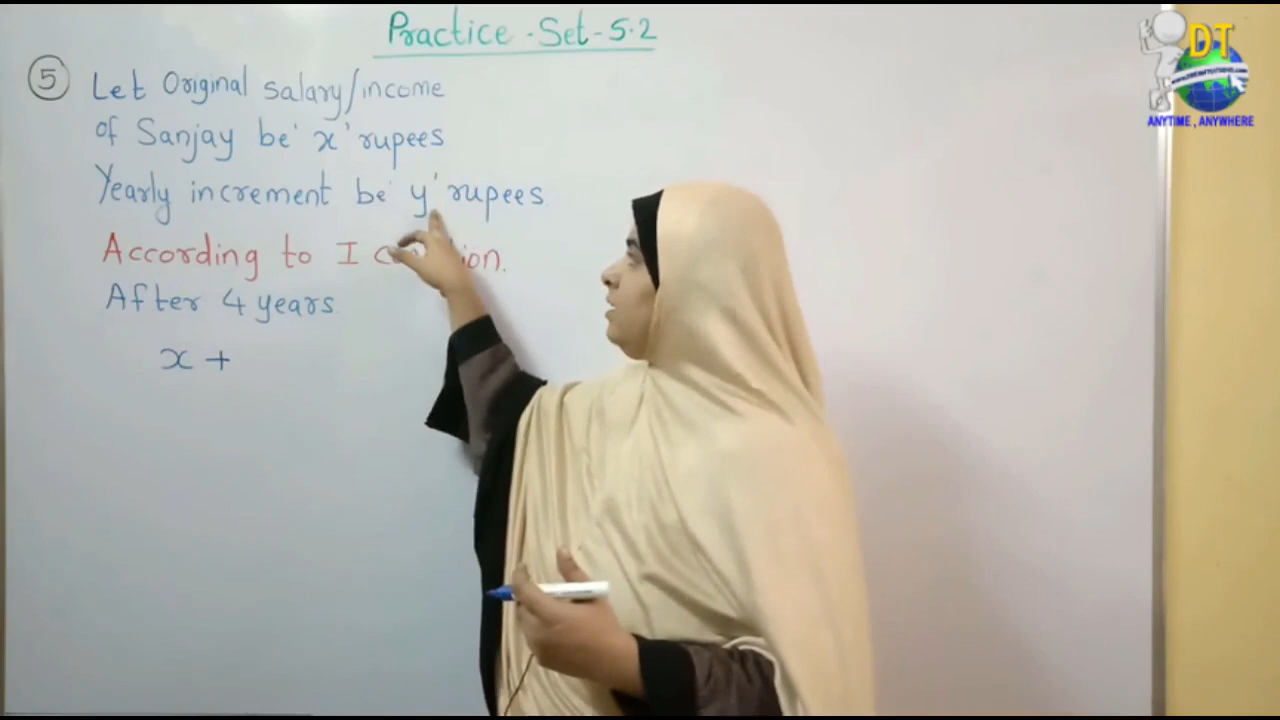 Practice - Set - 5.2
5 Let Original salary/income
of Sanjay be 'x' rupees
Yearly increment be 'y' rupees.
According to I
After 4 years
x +
DT
ANYTIME , ANYWHERE